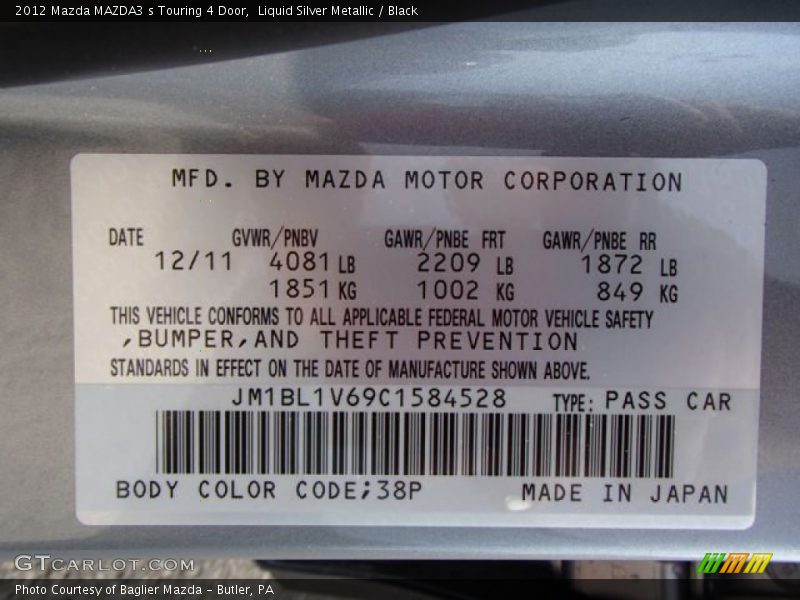 2012 Mazda MAZDA3 s Touring 4 Door,  Liquid Silver Metallic / Black
MFD. BY MAZDA MOTOR CORPORATION
DATE GVWR/PNBV GAWR/PNBE FRT GAWR/PNBE RR
12/11 4081 LB 2209 LB 1872 LB
1851 KG 1002 KG 849 KG
THIS VEHICLE CONFORMS TO ALL APPLICABLE FEDERAL MOTOR VEHICLE SAFETY
,BUMPER,AND THEFT PREVENTION
STANDARDS IN EFFECT ON THE DATE OF MANUFACTURE SHOWN ABOVE.
JM1BL1V69C1584528 TYPE: PASS CAR
BODY COLOR CODE;38P MADE IN JAPAN
GTCARLOT.COM
Photo Courtesy of Baglier Mazda - Butler, PA